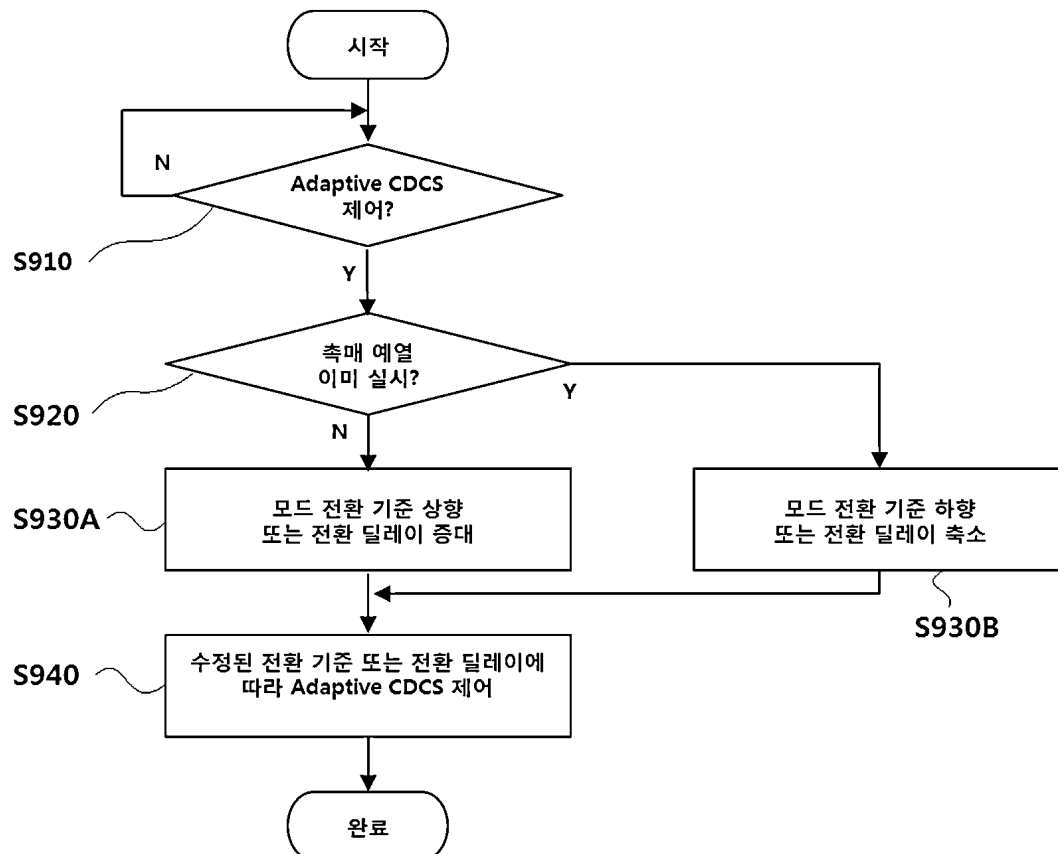 시작
N
Adaptive CDCS
제어?
S910
Y
촉매 예열
이미 실시?
S920
Y
N
S930A
모드 전환 기준 상향
또는 전환 딜레이 증대
모드 전환 기준 하향
또는 전환 딜레이 축소
S930B
S940
수정된 전환 기준 또는 전환 딜레이에
따라 Adaptive CDCS 제어
완료